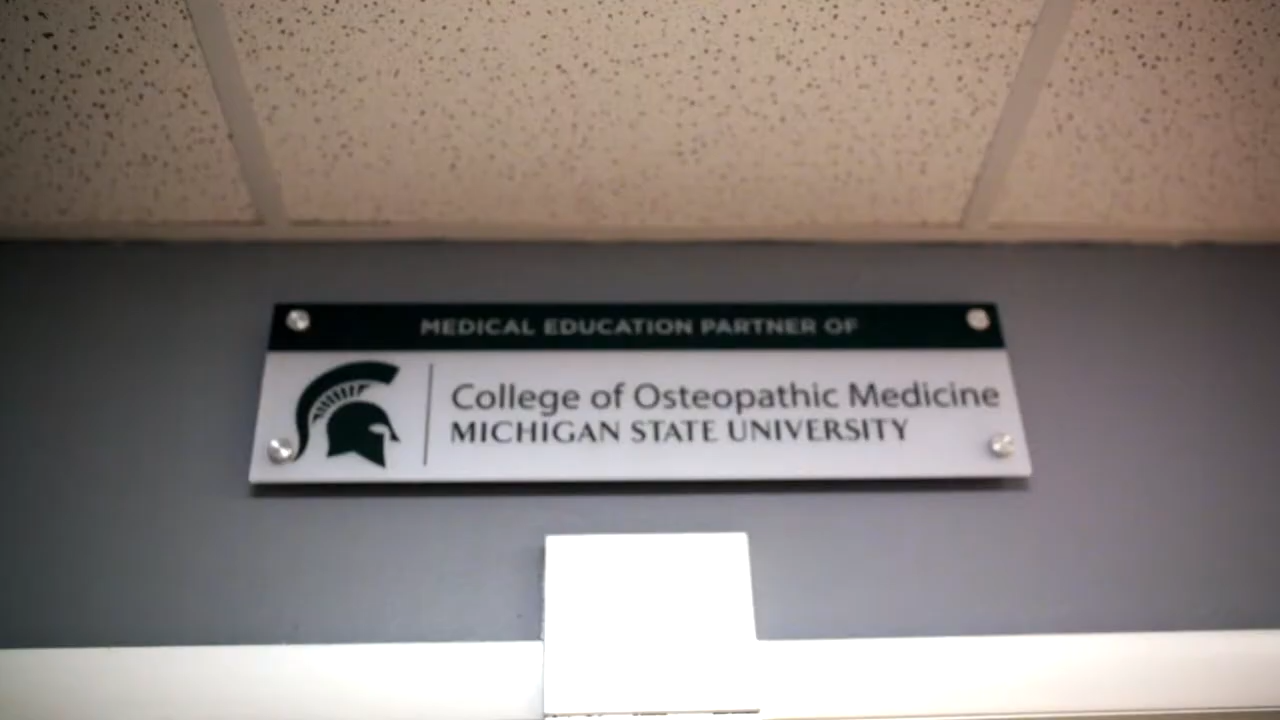 MEDICAL EDUCATION PARTNER OF
College of Osteopathic Medicine
MICHIGAN STATE UNIVERSITY